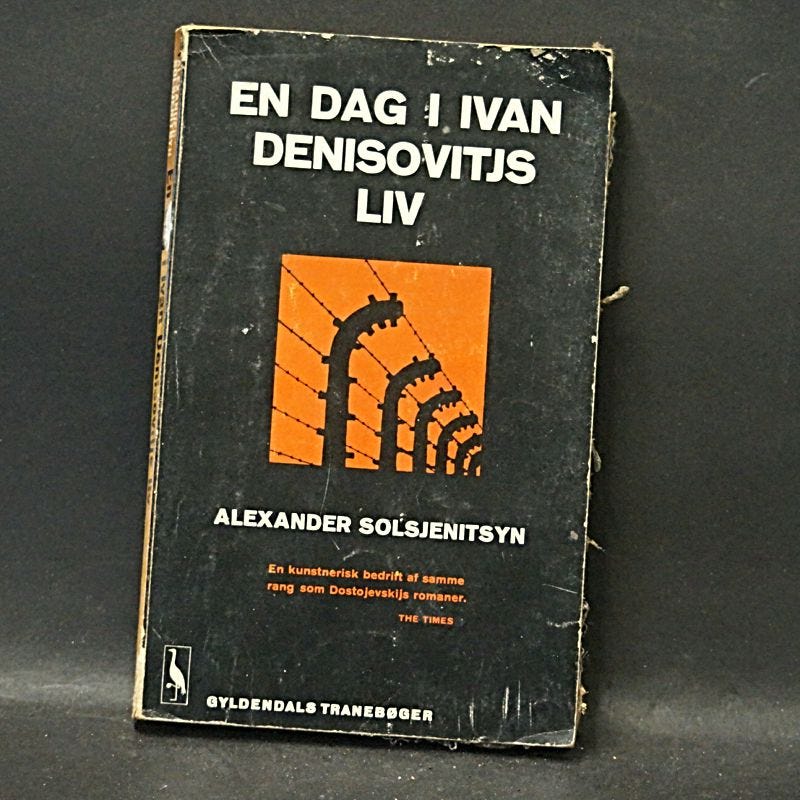 EN DAG I IVAN
DENISOVITJS
LIV
ALEXANDER SOLSJENITSYN
En kunstnerisk bedrift af samme
rang som Dostojevskijs romaner.
THE TIMES
GYLDENDALS TRANEBØGER